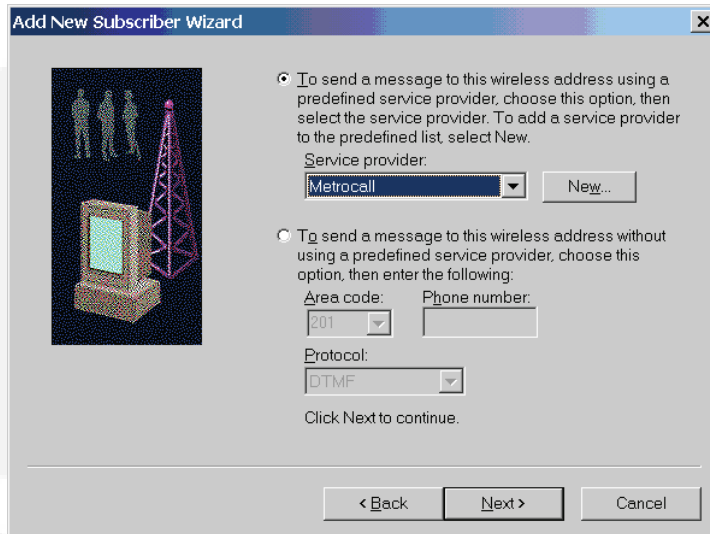 Add New Subscriber Wizard
To send a message to this wireless address using a
predefined service provider, choose this option, then
select the service provider. To add a service provider
to the predefined list, select New.
Service provider:
Metrocall
New...
To send a message to this wireless address without
using a predefined service provider, choose this
option, then enter the following:
Area code: Phone number:
201
Protocol:
DTMF
Click Next to continue.
< Back Next > Cancel